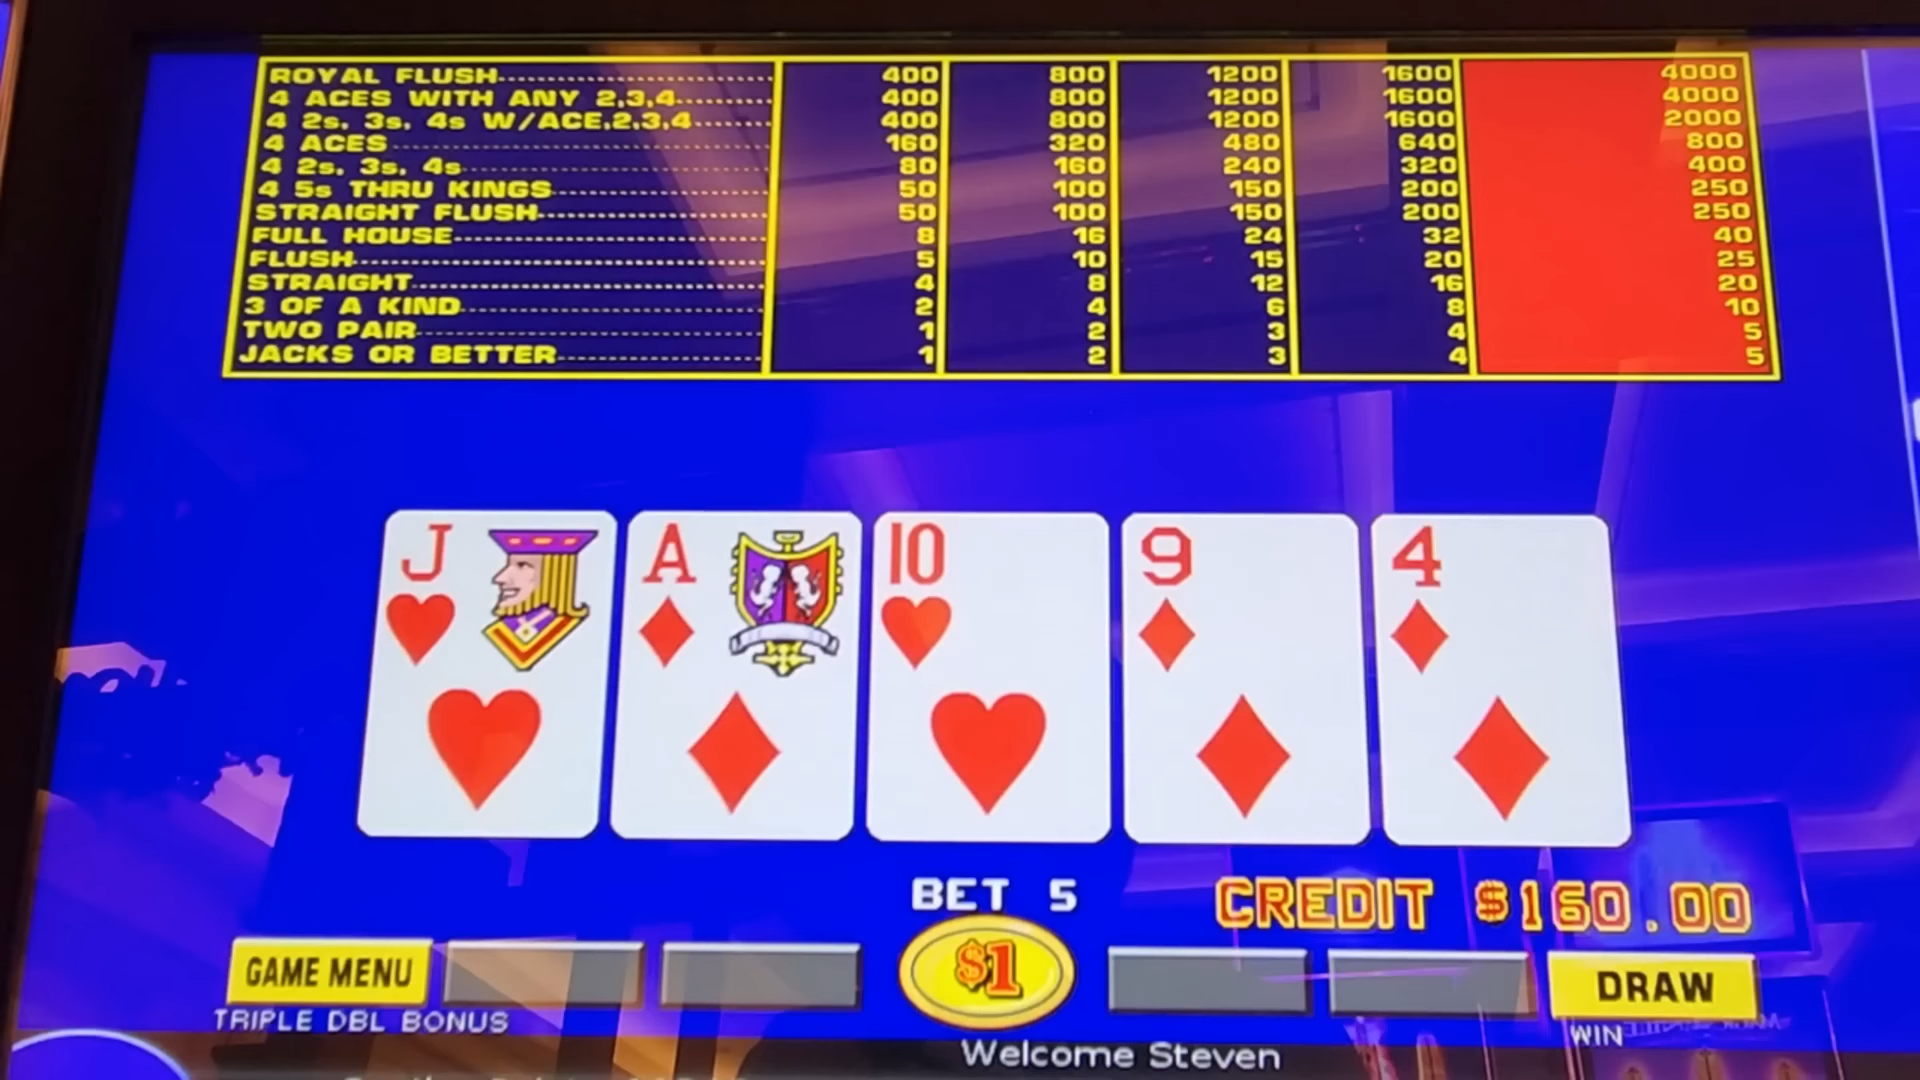 ROYAL FLUSH 400 800 1200 1600 4000
4 ACES WITH ANY 2,3,4 400 800 1200 1600 4000
4 2s, 3s, 4s W/ACE,2,3,4 400 800 1200 1600 2000
4 ACES 160 320 480 640 800
4 2s, 3s, 4s 80 160 240 320 400
4 5s THRU KINGS 50 100 150 200 250
STRAIGHT FLUSH 50 100 150 200 250
FULL HOUSE 8 16 24 32 40
FLUSH 5 10 15 20 25
STRAIGHT 4 8 12 16 20
3 OF A KIND 2 4 6 8 10
TWO PAIR 1 2 3 4 5
JACKS OR BETTER 1 2 3 4 5
J A 10 9 4
BET 5 CREDIT $160.00
GAME MENU $1 DRAW
TRIPLE DBL BONUS WIN
Welcome Steven